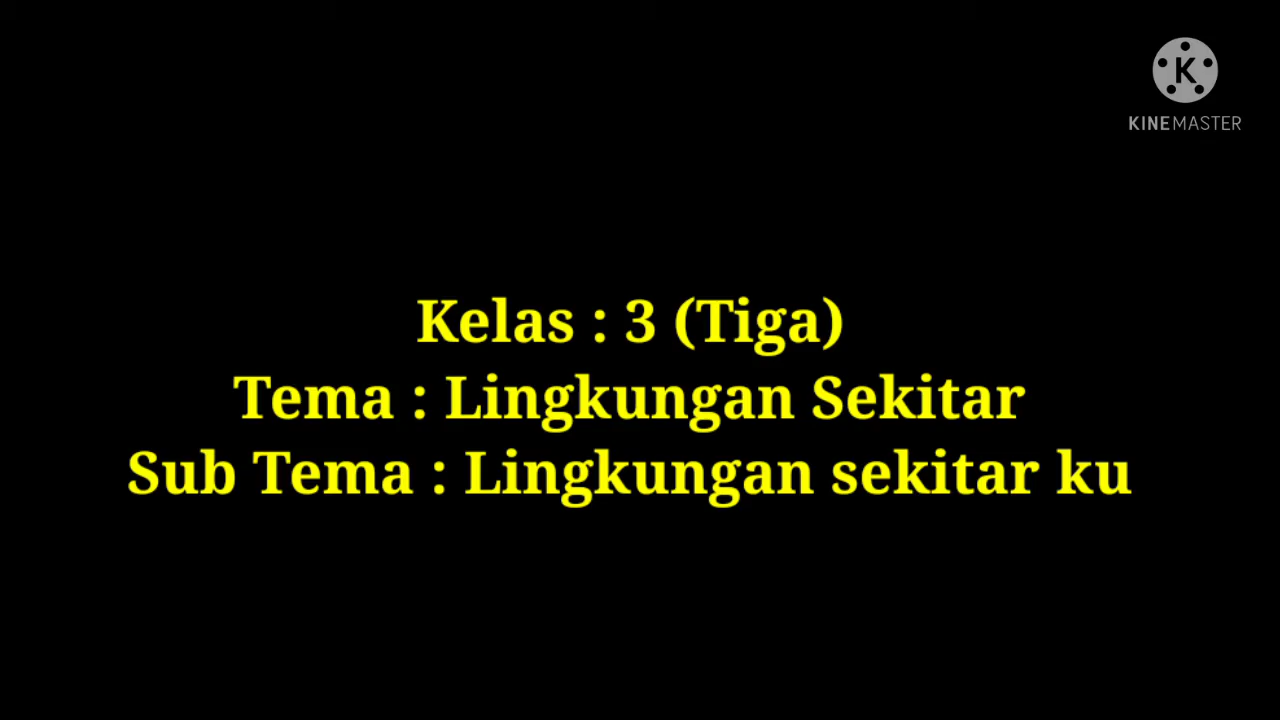 K
KINEMASTER
Kelas : 3 (Tiga)
Tema : Lingkungan Sekitar
Sub Tema : Lingkungan sekitar ku